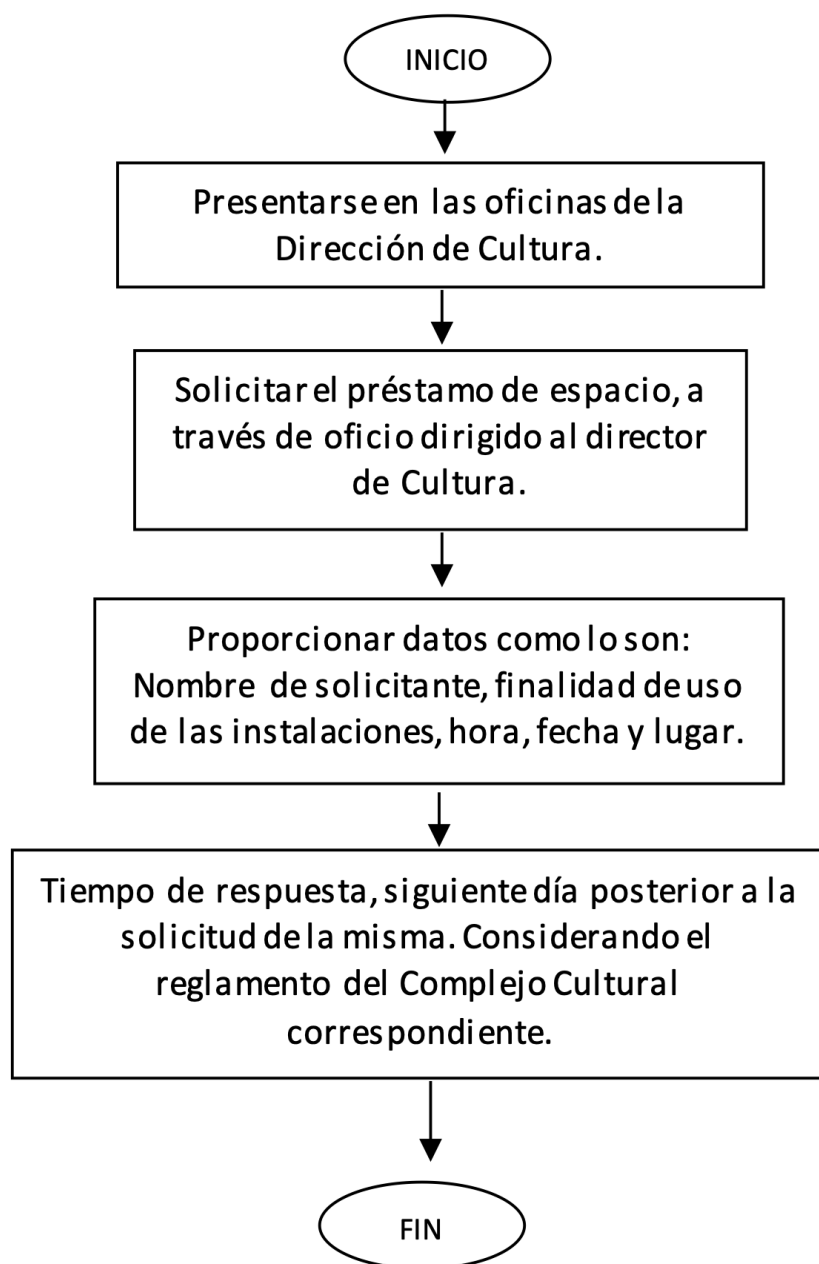 INICIO
Presentarse en las oficinas de la
Dirección de Cultura.
Solicitar el préstamo de espacio, a
través de oficio dirigido al director
de Cultura.
Proporcionar datos como lo son:
Nombre de solicitante, finalidad de uso
de las instalaciones, hora, fecha y lugar.
Tiempo de respuesta, siguiente día posterior a la
solicitud de la misma. Considerando el
reglamento del Complejo Cultural
correspondiente.
FIN